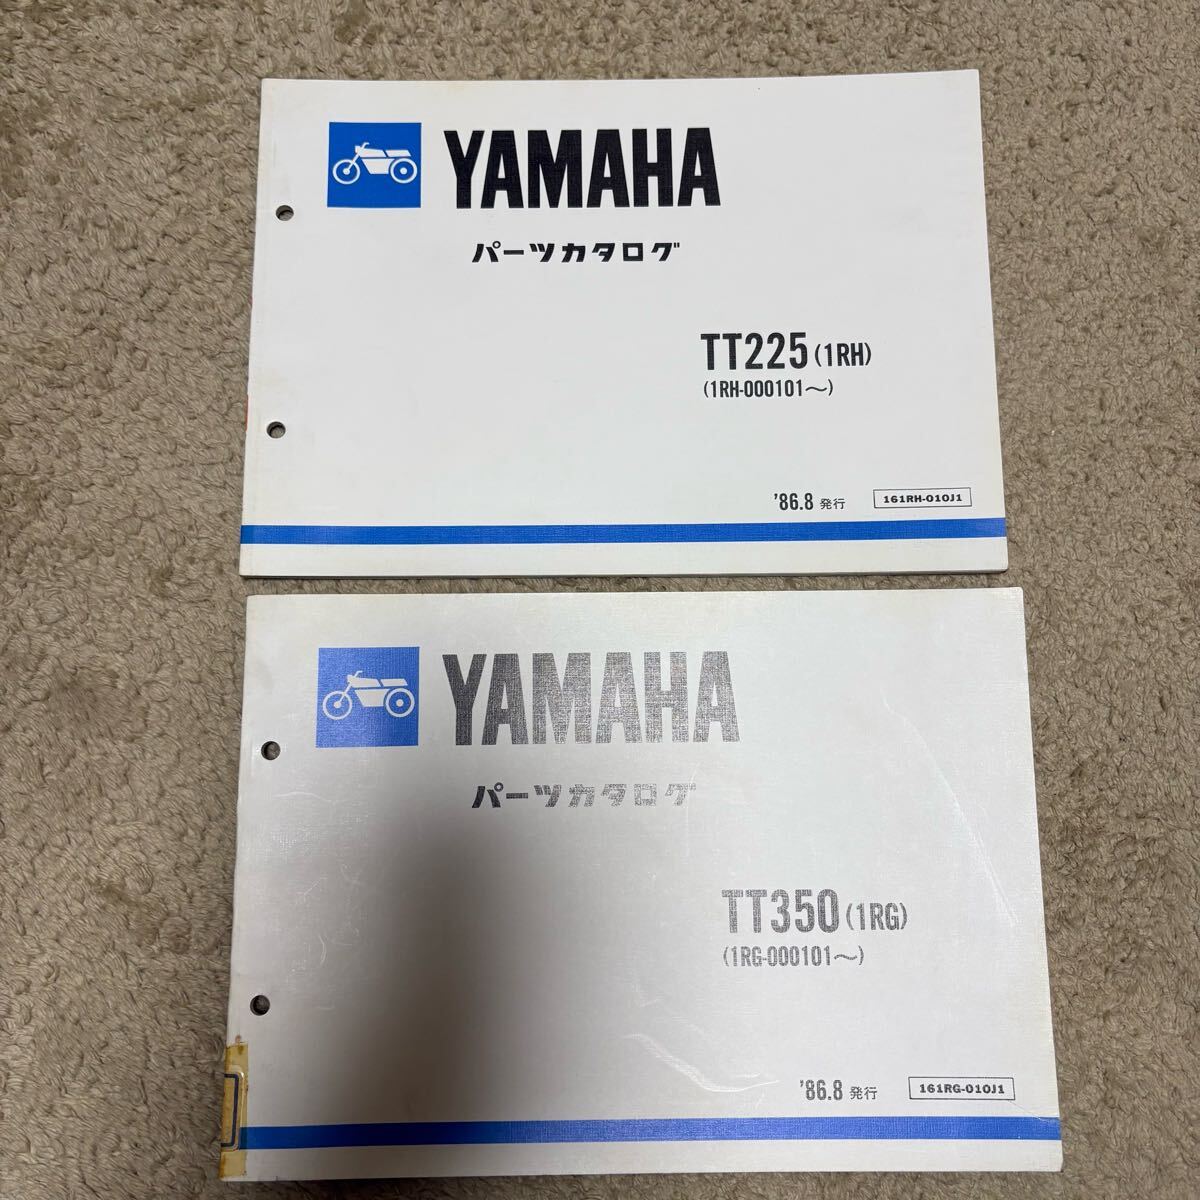 YAMAHA
パーツカタログ
TT225 (1RH)
(1RH-000101〜)
'86.8 発行
161RH-010J1
YAMAHA
パーツカタログ
TT350 (1RG)
(1RG-000101〜)
'86.8 発行
161RG-010J1